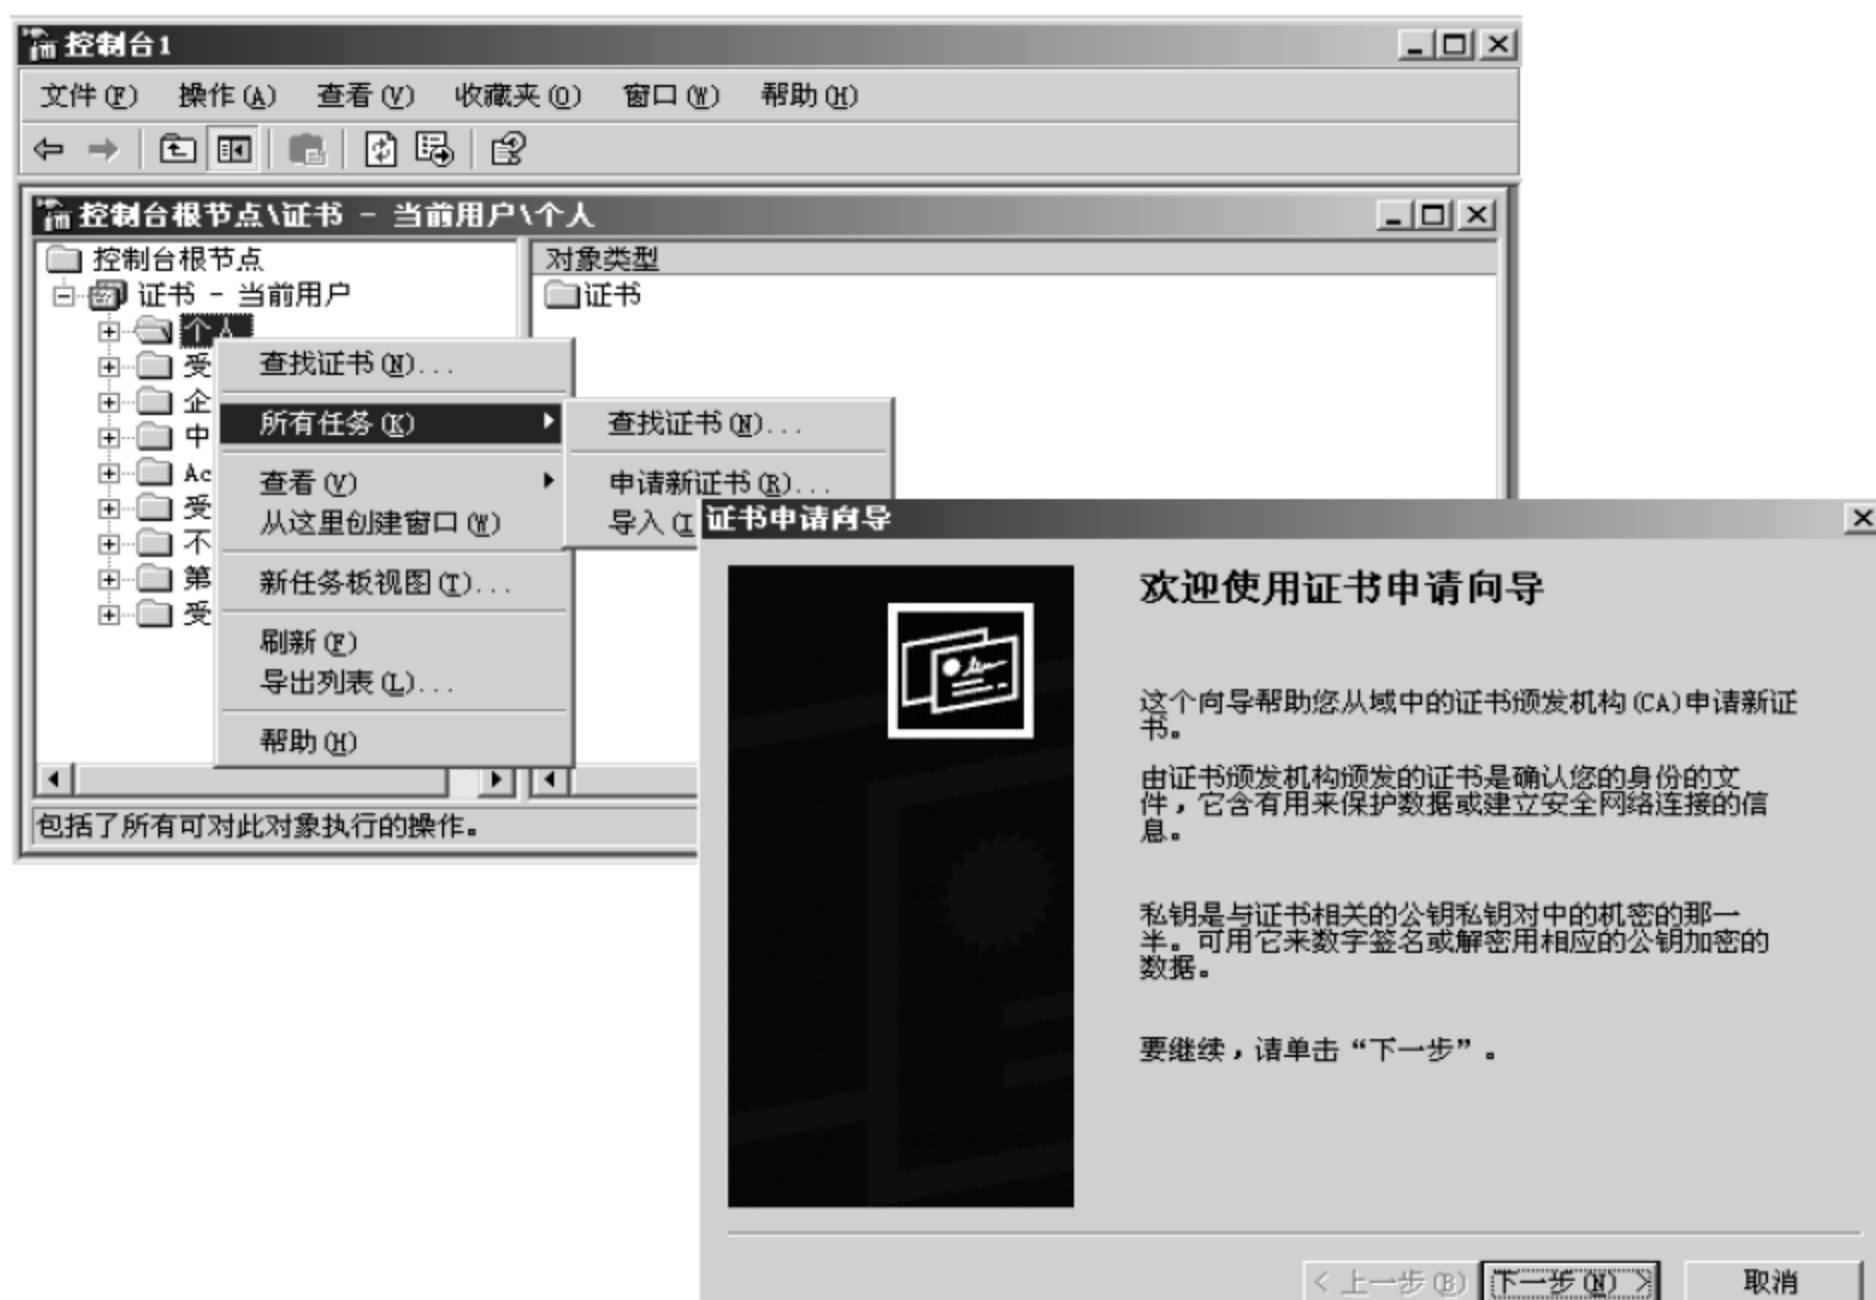 控制台1
文件(F) 操作(A) 查看(V) 收藏夹(O) 窗口(W) 帮助(H)
控制台根节点\证书 - 当前用户\个人
控制台根节点
证书 - 当前用户
个人
受
企
中
Ac
受
不
第
受
对象类型
证书
查找证书(N)...
所有任务(K)
查看(V)
从这里创建窗口(W)
新任务板视图(T)...
刷新(F)
导出列表(L)...
帮助(H)
查找证书(N)...
申请新证书(R)...
导入(I
包括了所有可对此对象执行的操作。
证书申请向导
欢迎使用证书申请向导
这个向导帮助您从域中的证书颁发机构(CA)申请新证
书。
由证书颁发机构颁发的证书是确认您的身份的文
件，它含有用来保护数据或建立安全网络连接的信
息。
私钥是与证书相关的公钥私钥对中的机密的那一
半。可用它来数字签名或解密用相应的公钥加密的
数据。
要继续，请单击“下一步”。
< 上一步(B) 下一步(N) > 取消